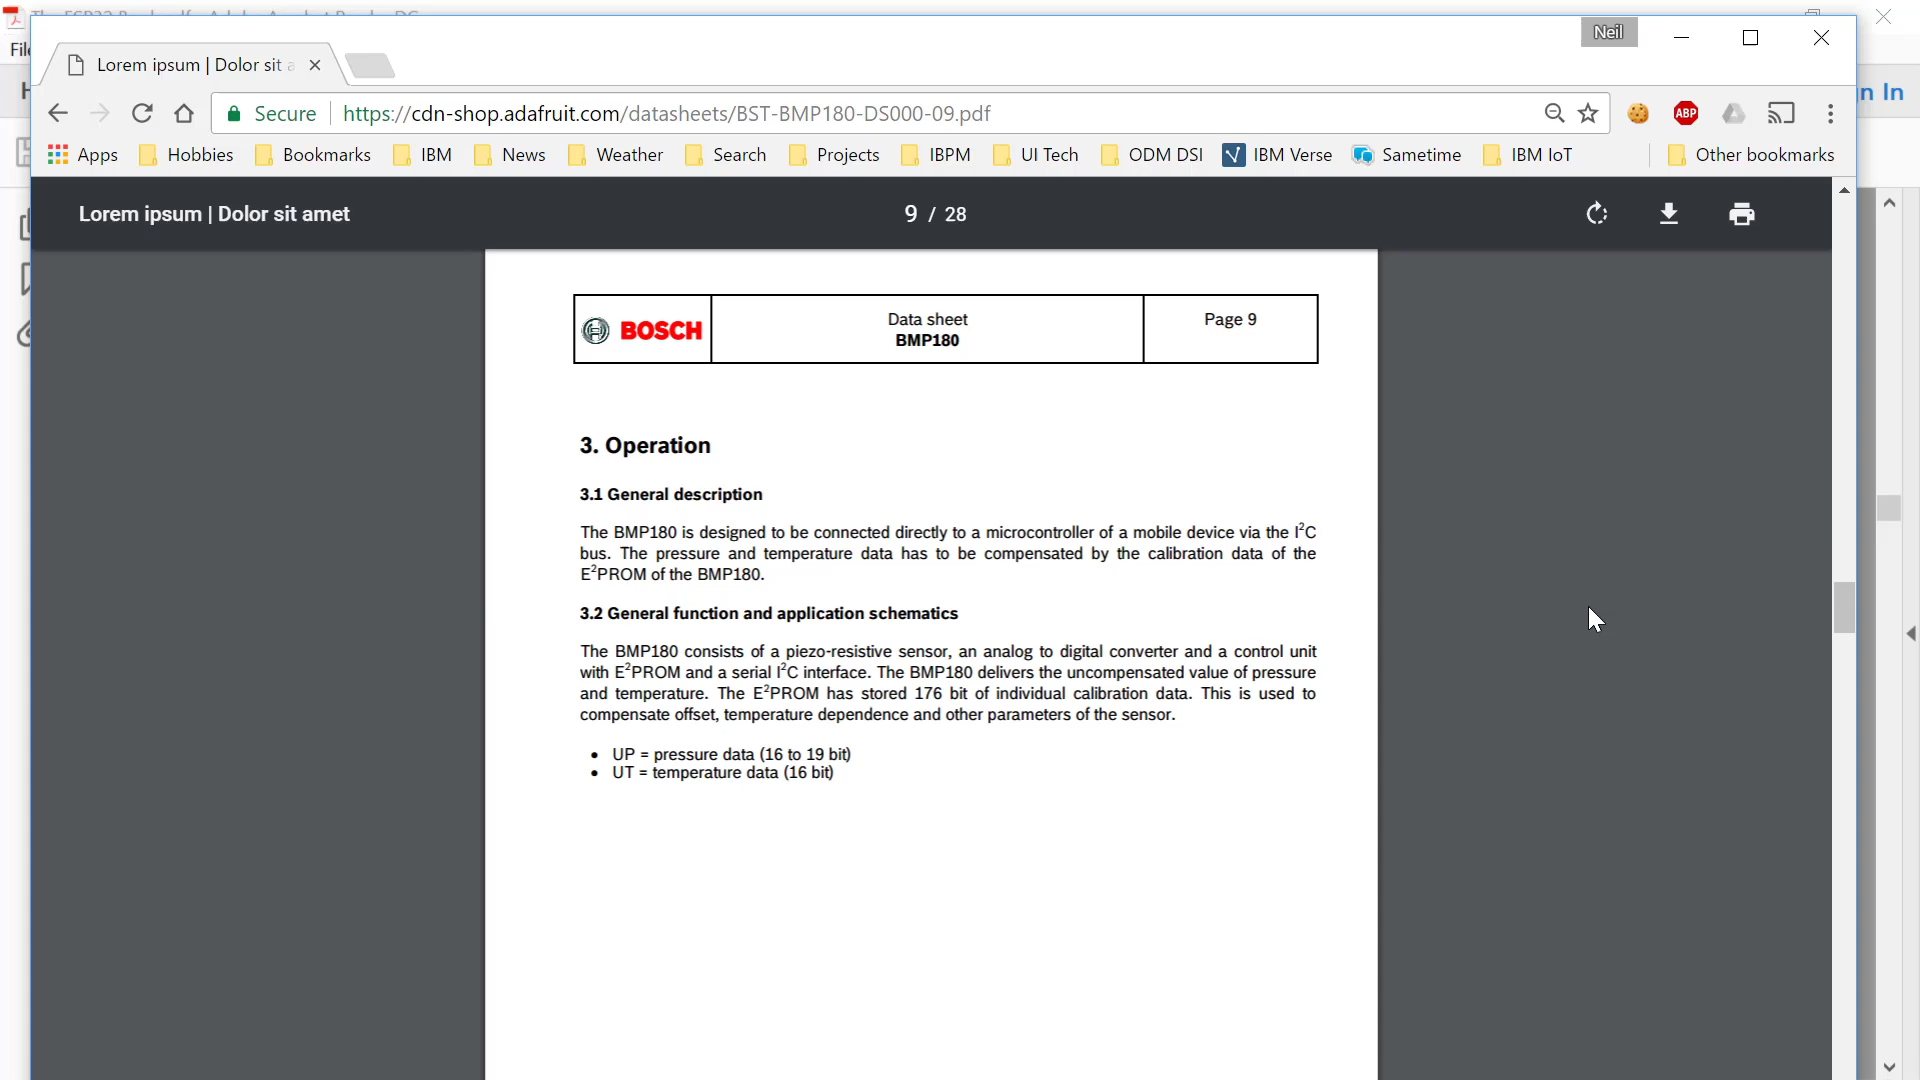 Neil
Lorem ipsum | Dolor sit a
Secure
https://cdn-shop.adafruit.com/datasheets/BST-BMP180-DS000-09.pdf
ABP
Apps Hobbies Bookmarks IBM News Weather Search Projects IBPM UI Tech ODM DSI IBM Verse Sametime IBM IoT Other bookmarks
Lorem ipsum | Dolor sit amet
9 / 28
BOSCH
Data sheet
BMP180
Page 9
3. Operation
3.1 General description
The BMP180 is designed to be connected directly to a microcontroller of a mobile device via the I²C
bus. The pressure and temperature data has to be compensated by the calibration data of the
E²PROM of the BMP180.
3.2 General function and application schematics
The BMP180 consists of a piezo-resistive sensor, an analog to digital converter and a control unit
with E²PROM and a serial I²C interface. The BMP180 delivers the uncompensated value of pressure
and temperature. The E²PROM has stored 176 bit of individual calibration data. This is used to
compensate offset, temperature dependence and other parameters of the sensor.
• UP = pressure data (16 to 19 bit)
• UT = temperature data (16 bit)
n In